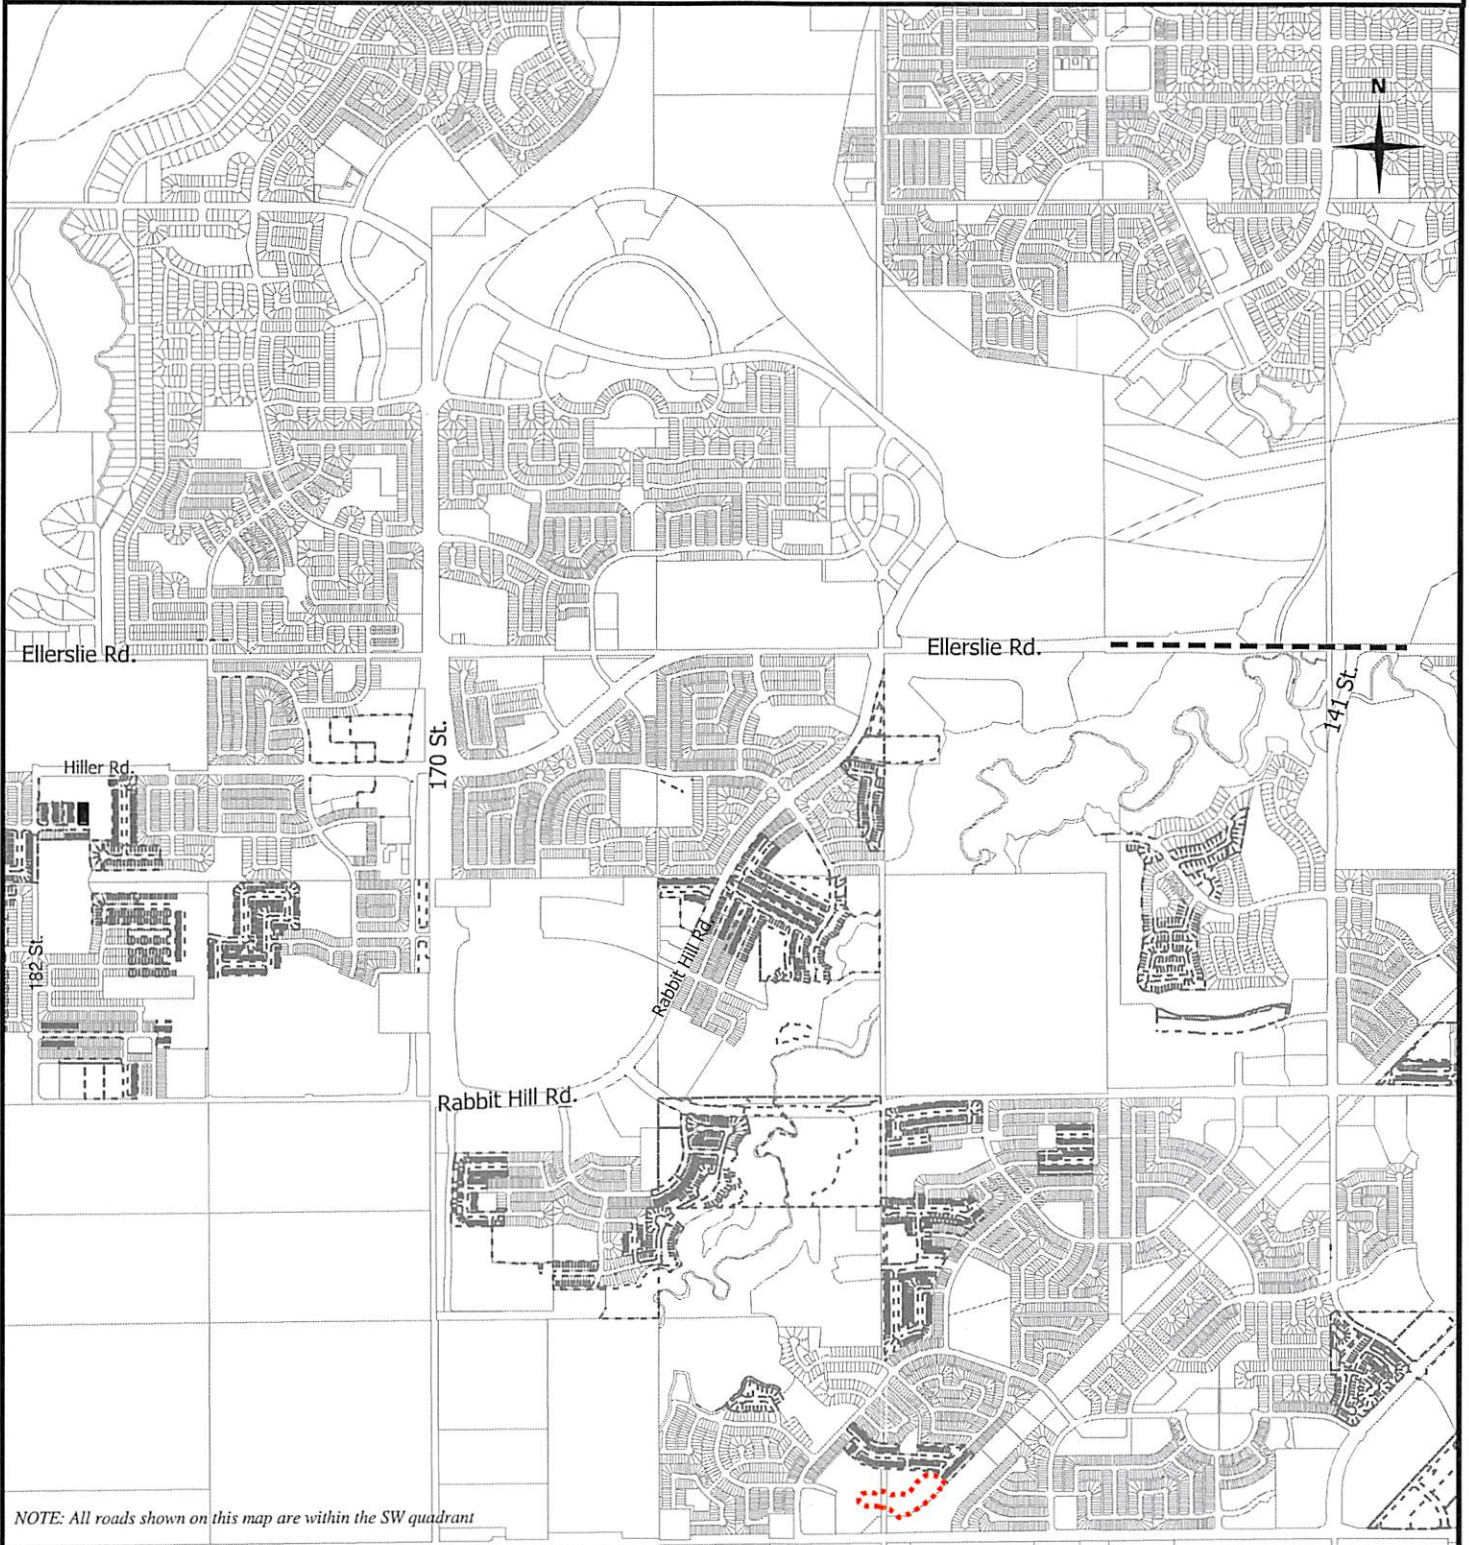 N
Ellerslie Rd.
Ellerslie Rd.
141 St.
170 St.
Hiller Rd.
182 St.
Rabbit Hill Rd.
Rabbit Hill Rd.
NOTE: All roads shown on this map are within the SW quadrant